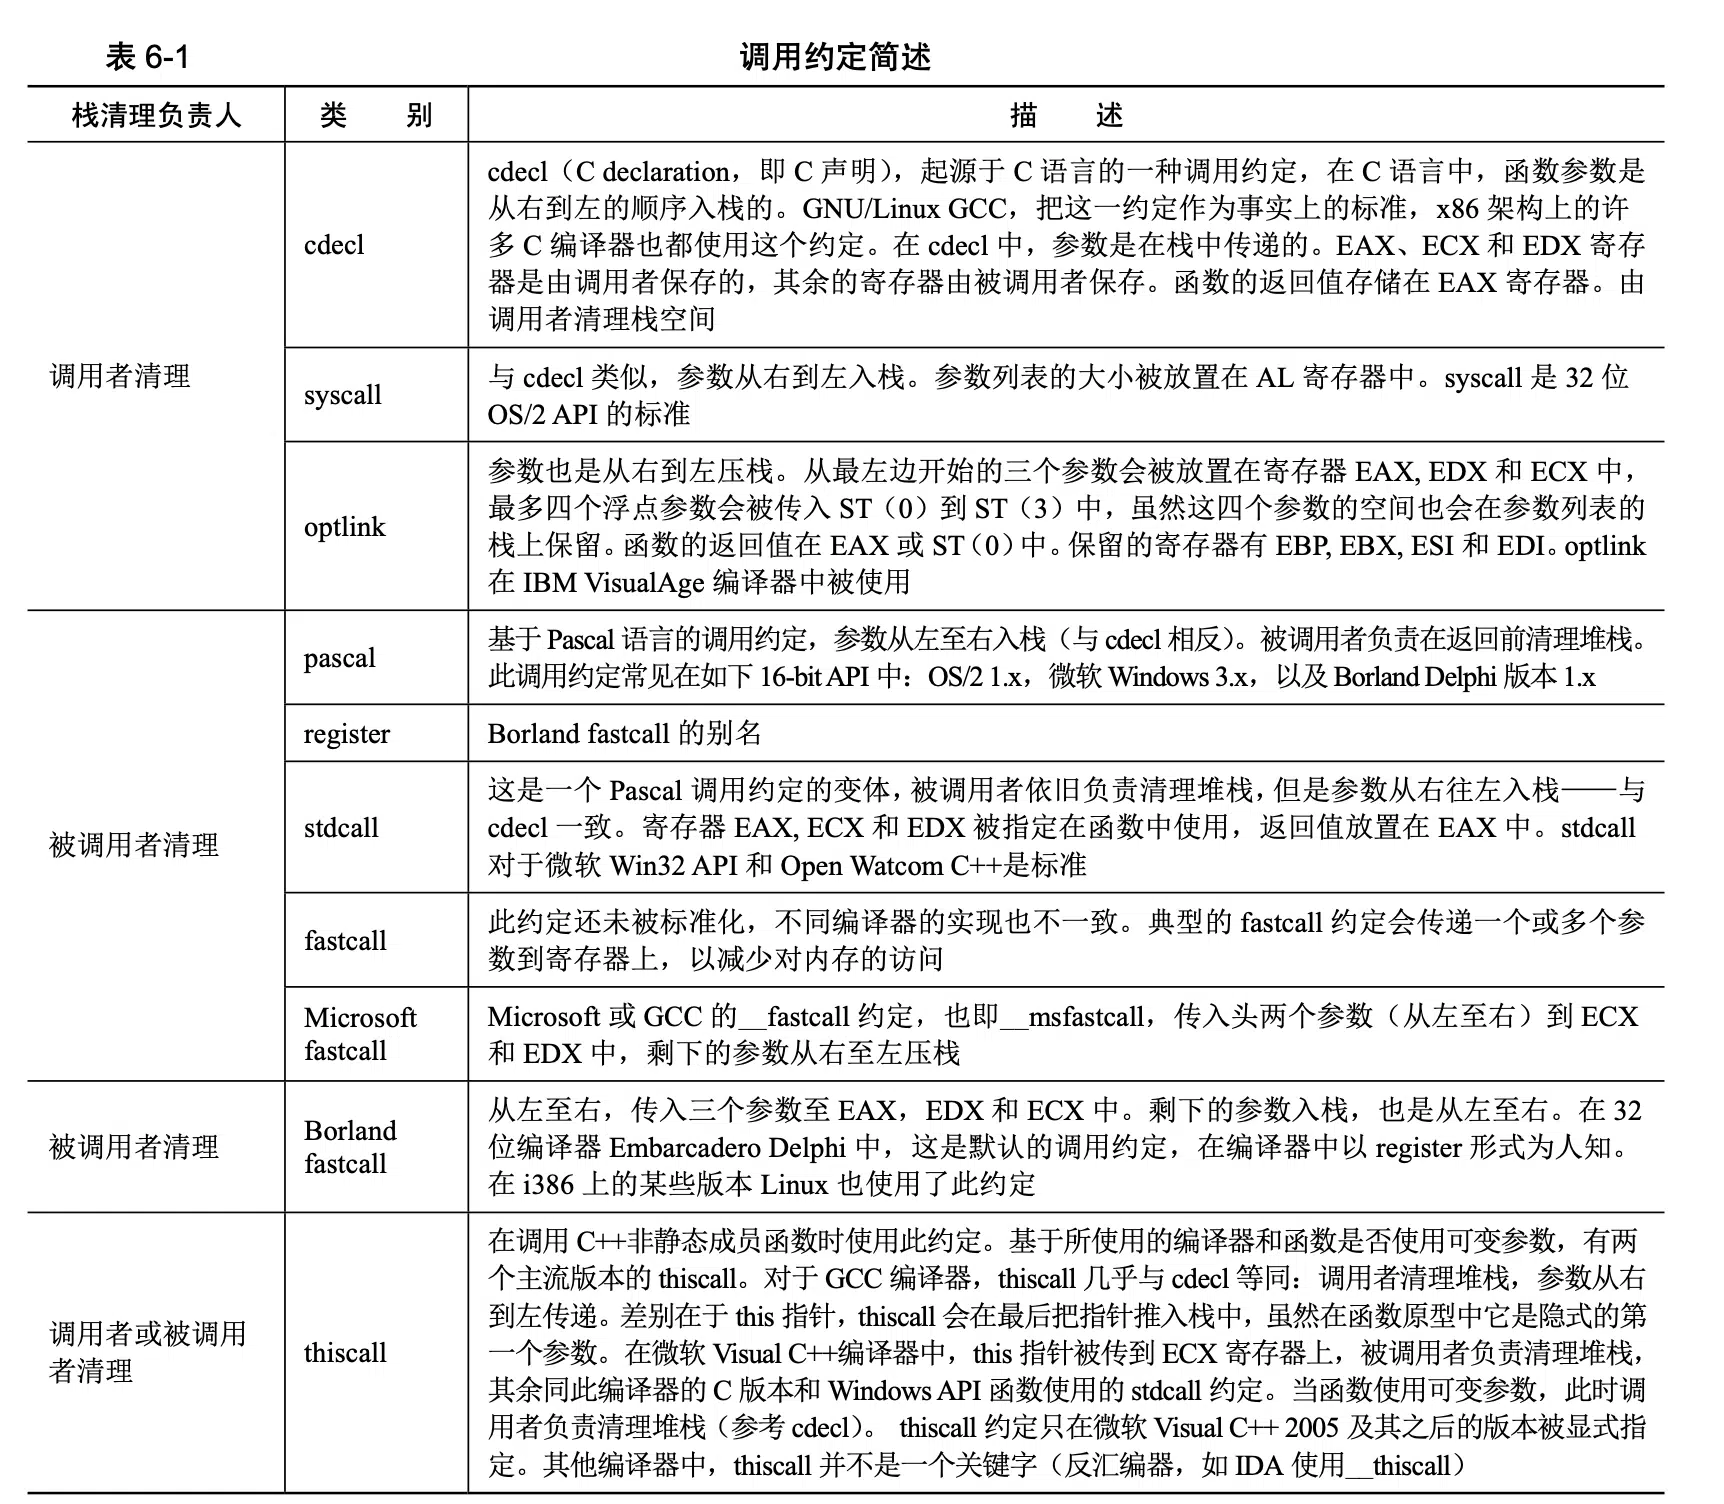 表 6-1
调用约定简述
栈清理负责人
类 别
描 述
调用者清理
cdecl
cdecl（C declaration，即 C 声明），起源于 C 语言的一种调用约定，在 C 语言中，函数参数是
从右到左的顺序入栈的。GNU/Linux GCC，把这一约定作为事实上的标准，x86 架构上的许
多 C 编译器也都使用这个约定。在 cdecl 中，参数是在栈中传递的。EAX、ECX 和 EDX 寄存
器是由调用者保存的，其余的寄存器由被调用者保存。函数的返回值存储在 EAX 寄存器。由
调用者清理栈空间
syscall
与 cdecl 类似，参数从右到左入栈。参数列表的大小被放置在 AL 寄存器中。syscall 是 32 位
OS/2 API 的标准
optlink
参数也是从右到左压栈。从最左边开始的三个参数会被放置在寄存器 EAX, EDX 和 ECX 中，
最多四个浮点参数会被传入 ST（0）到 ST（3）中，虽然这四个参数的空间也会在参数列表的
栈上保留。函数的返回值在 EAX 或 ST（0）中。保留的寄存器有 EBP, EBX, ESI 和 EDI。optlink
在 IBM VisualAge 编译器中被使用
被调用者清理
pascal
基于 Pascal 语言的调用约定，参数从左至右入栈（与 cdecl 相反）。被调用者负责在返回前清理堆栈。
此调用约定常见在如下 16-bit API 中：OS/2 1.x，微软 Windows 3.x，以及 Borland Delphi 版本 1.x
register
Borland fastcall 的别名
stdcall
这是一个 Pascal 调用约定的变体，被调用者依旧负责清理堆栈，但是参数从右往左入栈——与
cdecl 一致。寄存器 EAX, ECX 和 EDX 被指定在函数中使用，返回值放置在 EAX 中。stdcall
对于微软 Win32 API 和 Open Watcom C++是标准
fastcall
此约定还未被标准化，不同编译器的实现也不一致。典型的 fastcall 约定会传递一个或多个参
数到寄存器上，以减少对内存的访问
Microsoft
fastcall
Microsoft 或 GCC 的__fastcall 约定，也即__msfastcall，传入头两个参数（从左至右）到 ECX
和 EDX 中，剩下的参数从右至左压栈
被调用者清理
Borland
fastcall
从左至右，传入三个参数至 EAX，EDX 和 ECX 中。剩下的参数入栈，也是从左至右。在 32
位编译器 Embarcadero Delphi 中，这是默认的调用约定，在编译器中以 register 形式为人知。
在 i386 上的某些版本 Linux 也使用了此约定
调用者或被调用
者清理
thiscall
在调用 C++非静态成员函数时使用此约定。基于所使用的编译器和函数是否使用可变参数，有两
个主流版本的 thiscall。对于 GCC 编译器，thiscall 几乎与 cdecl 等同：调用者清理堆栈，参数从右
到左传递。差别在于 this 指针，thiscall 会在最后把指针推入栈中，虽然在函数原型中它是隐式的第
一个参数。在微软 Visual C++编译器中，this 指针被传到 ECX 寄存器上，被调用者负责清理堆栈，
其余同此编译器的 C 版本和 Windows API 函数使用的 stdcall 约定。当函数使用可变参数，此时调
用者负责清理堆栈（参考 cdecl）。 thiscall 约定只在微软 Visual C++ 2005 及其之后的版本被显式指
定。其他编译器中，thiscall 并不是一个关键字（反汇编器，如 IDA 使用__thiscall）